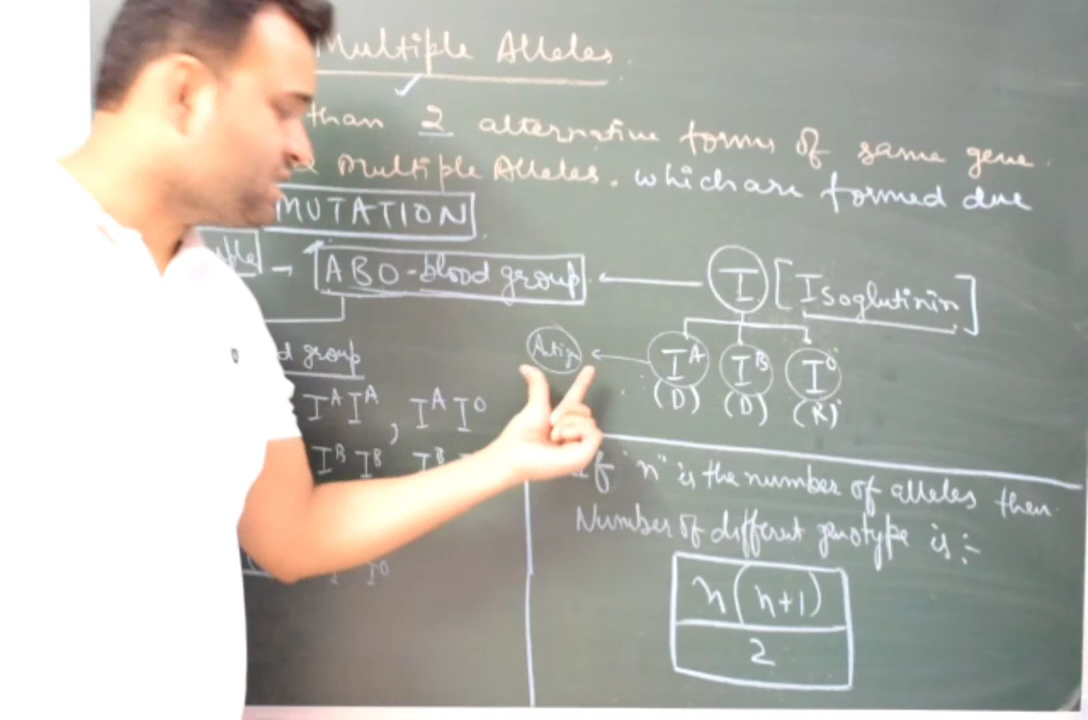 Multiple Alleles.
than 2 alternative forms of same gene.
Multiple Alleles. which are formed due
MUTATION
ABO-blood group ← I [Isoglutinin]
group
Antign ← I^A I^B I^O
(D) (D) (R)
I^A I^A , I^A I^O
I^B I^B I^B
If "n" is the number of alleles then
Number of different genotype is :-
n(n+1)
2
I^O